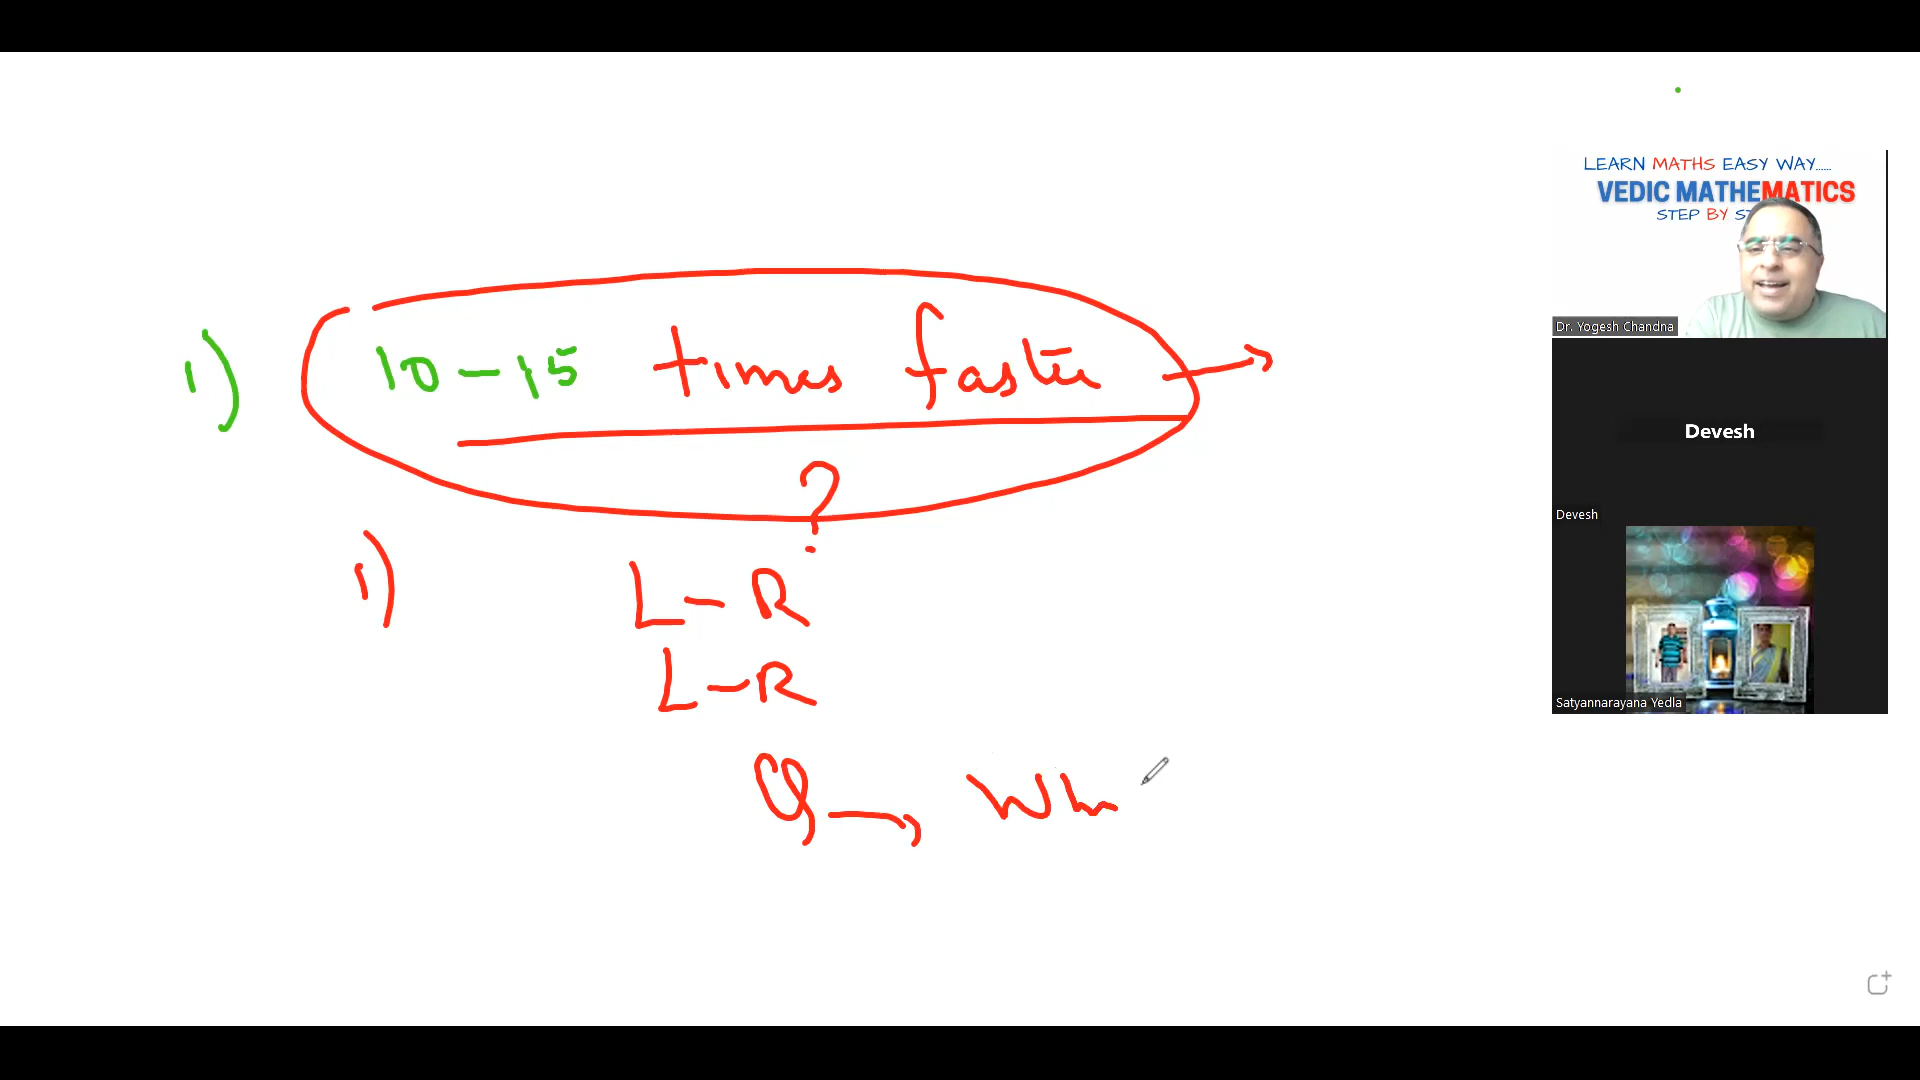 LEARN MATHS EASY WAY......
VEDIC MATHEMATICS
STEP BY
Dr. Yogesh Chandna
1) 10-15 times faster
?
1) L-R
L-R
Q→
Devesh
Devesh
Satyannarayana Yedla